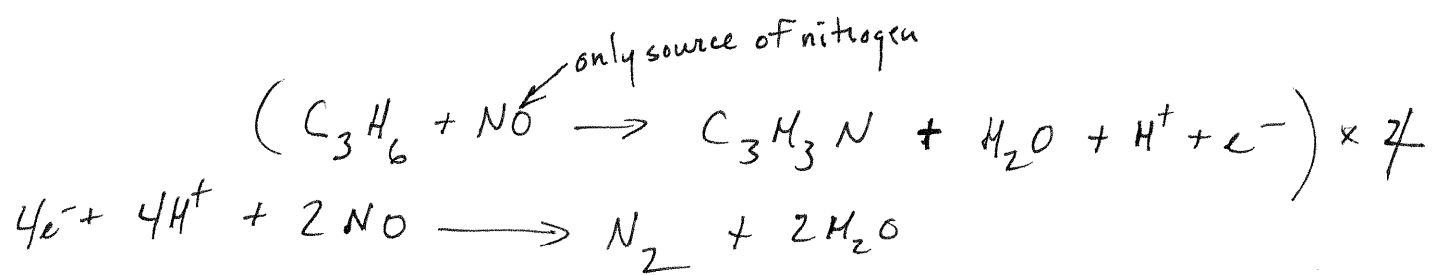 only source of nitrogen
(C₃H₆ + NO → C₃H₃N + H₂O + H⁺ + e⁻) × 4
4e⁻ + 4H⁺ + 2NO → N₂ + 2H₂O